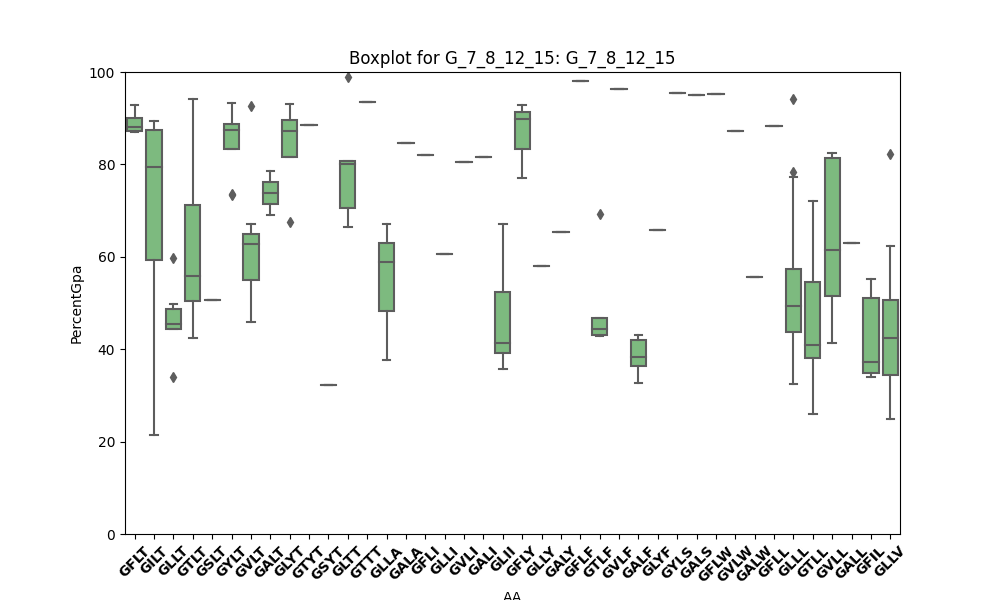 Boxplot for G_7_8_12_15: G_7_8_12_15
100
80
60
40
20
0
PercentGpa
GFLT GILT GLLT GTLT GSLT GYLT GVLT GALT GLYT GTYT GSYT GLTT GTTT GLLA GALA GFLI GLLI GVLI GALI GLII GFLY GLLY GALY GFLF GTLF GVLF GALF GLYF GYLS GALS GFLW GVLW GALW GFLL GLLL GTLL GVLL GALL GFIL GLLV
AA